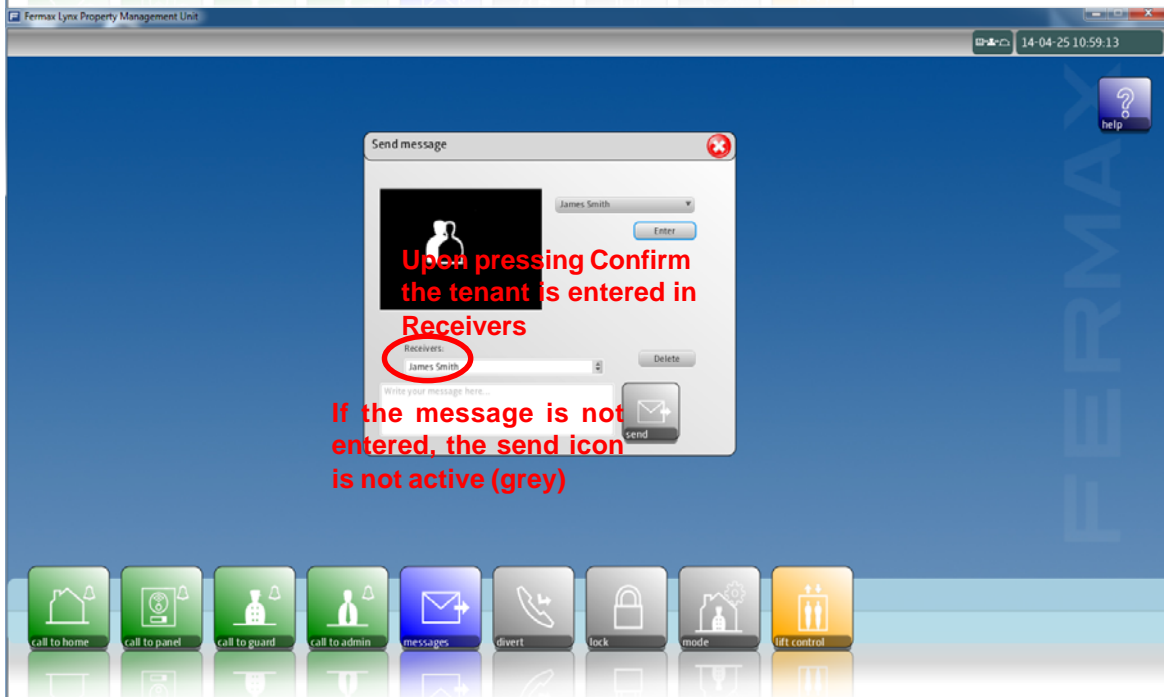 Fermax Lynx Property Management Unit
14-04-25 10:59:13
help
FERMAX
Send message
James Smith
Enter
Upon pressing Confirm
the tenant is entered in
Receivers
Receivers:
James Smith
Delete
Write your message here...
If the message is not
entered, the send icon
is not active (grey)
send
call to home
call to panel
call to guard
call to admin
messages
divert
lock
mode
lift control